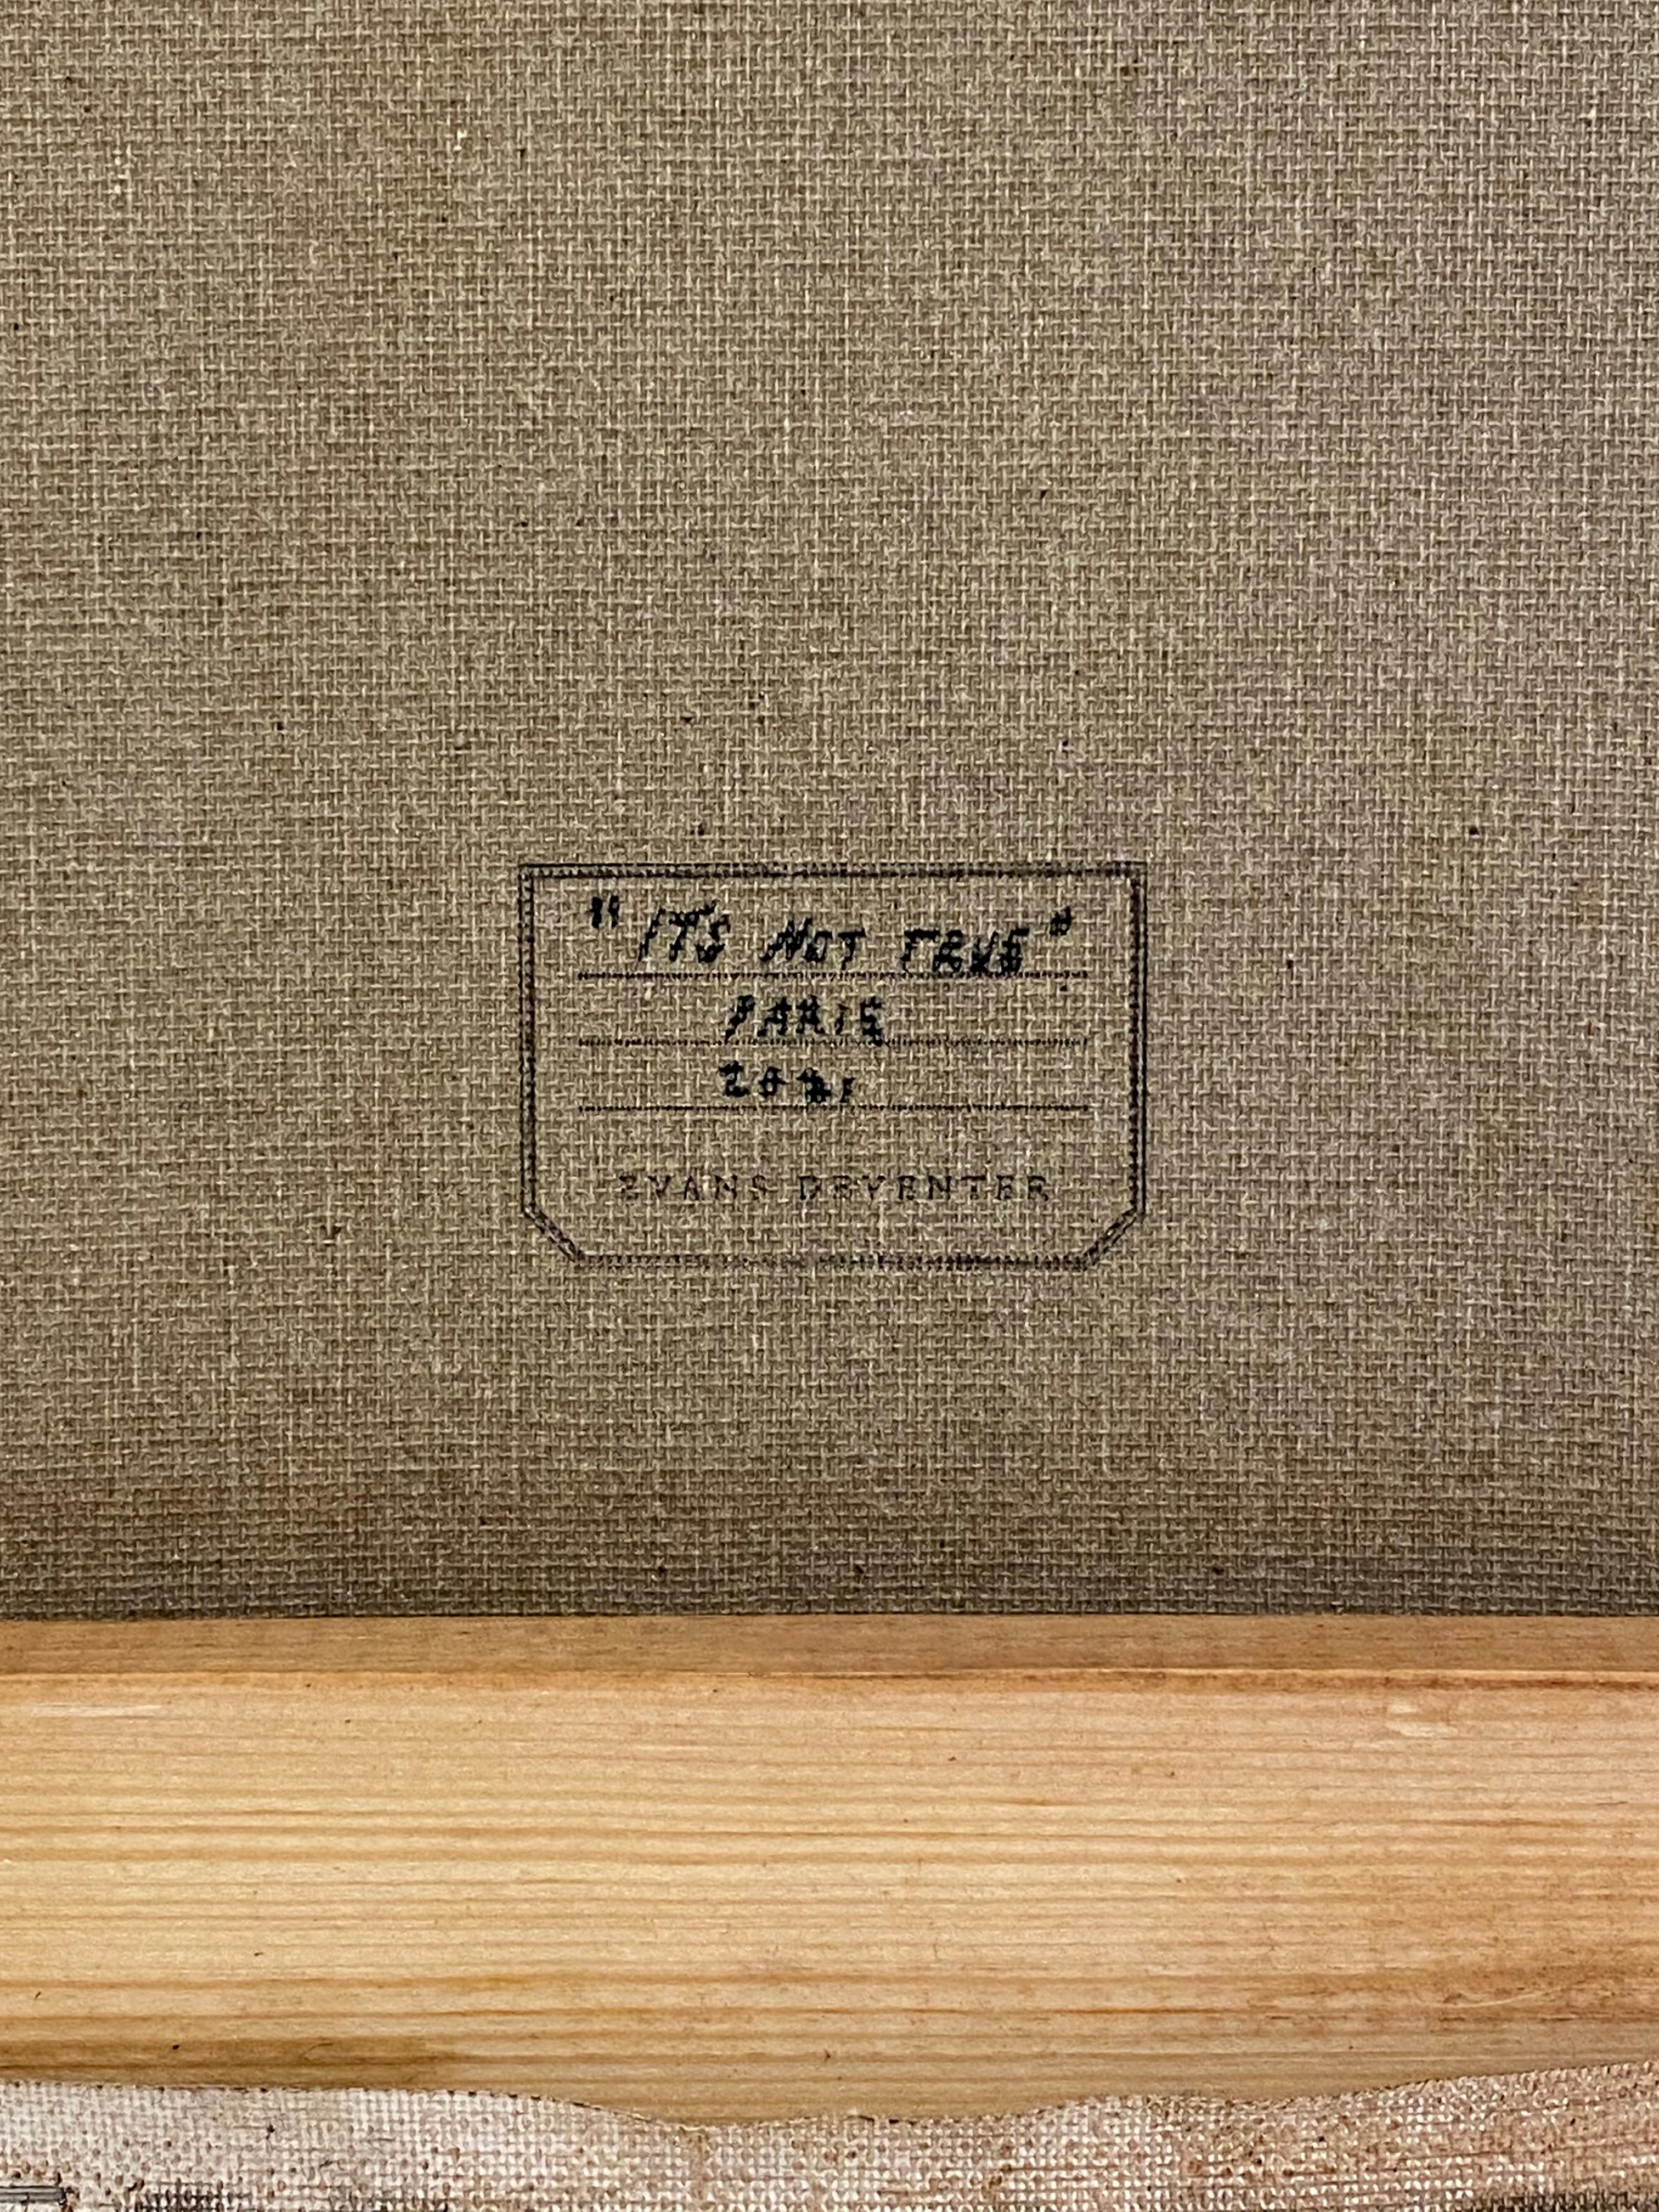 "IT'S NOT TRUE"
PARIS
2021
EVANS DEVENTER